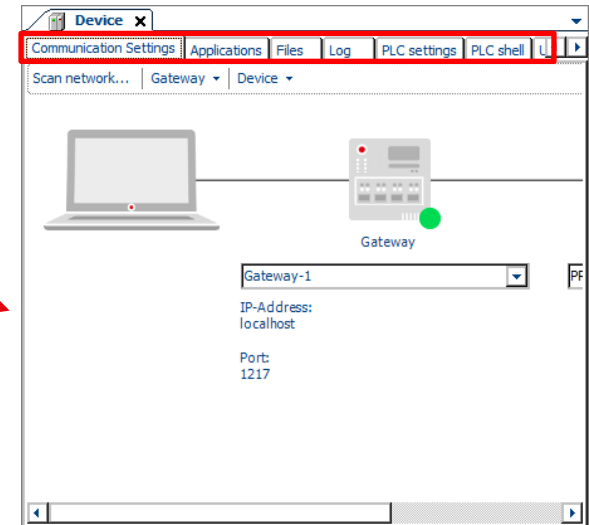 Device
Communication Settings Applications Files Log PLC settings PLC shell
Scan network... Gateway Device
Gateway
Gateway-1
IP-Address:
localhost
Port:
1217